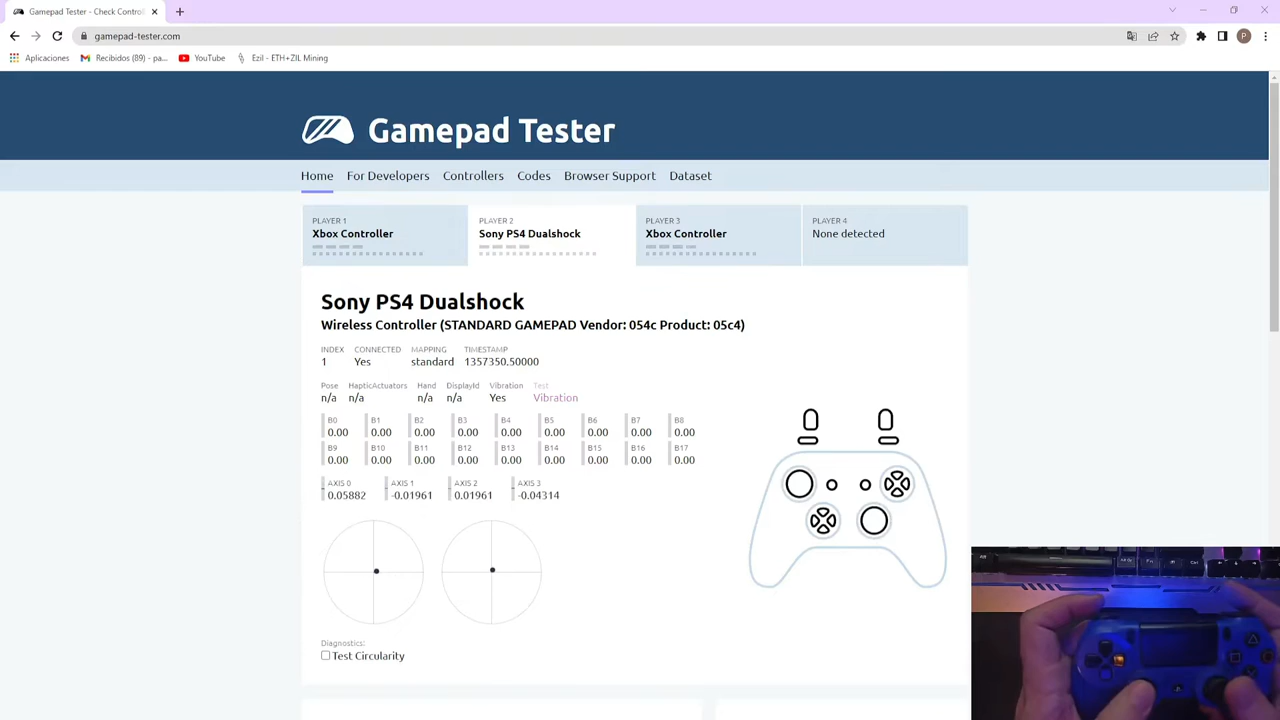 Gamepad Tester - Check Control
gamepad-tester.com
P
Aplicaciones
Recibidos (89) - pa...
YouTube
Ezil - ETH+ZIL Mining
Gamepad Tester
Home For Developers Controllers Codes Browser Support Dataset
PLAYER 1
Xbox Controller
PLAYER 2
Sony PS4 Dualshock
PLAYER 3
Xbox Controller
PLAYER 4
None detected
Sony PS4 Dualshock
Wireless Controller (STANDARD GAMEPAD Vendor: 054c Product: 05c4)
INDEX CONNECTED MAPPING TIMESTAMP
1 Yes standard 1357350.50000
Pose HapticActuators Hand DisplayId Vibration Test
n/a n/a n/a n/a Yes Vibration
B0 B1 B2 B3 B4 B5 B6 B7 B8
0.00 0.00 0.00 0.00 0.00 0.00 0.00 0.00 0.00
B9 B10 B11 B12 B13 B14 B15 B16 B17
0.00 0.00 0.00 0.00 0.00 0.00 0.00 0.00 0.00
AXIS 0 AXIS 1 AXIS 2 AXIS 3
0.05882 -0.01961 0.01961 -0.04314
Diagnostics:
Test Circularity